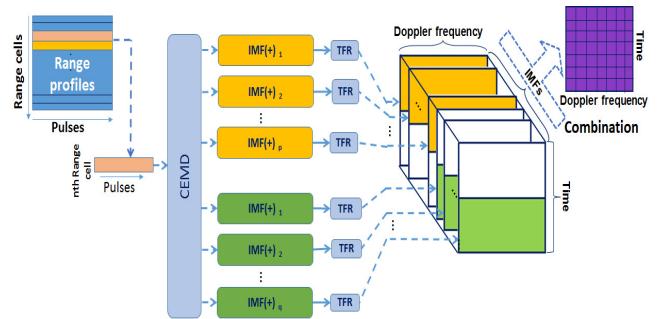 Range cells
Range
profiles
Pulses
nth Range
cell
Pulses
CEMD
IMF(+) 1
TFR
IMF(+) 2
TFR
IMF(+) p
TFR
IMF(+) 1
TFR
IMF(+) 2
TFR
IMF(+) q
TFR
Doppler frequency
IMFs
Time
Time
Doppler frequency
Combination